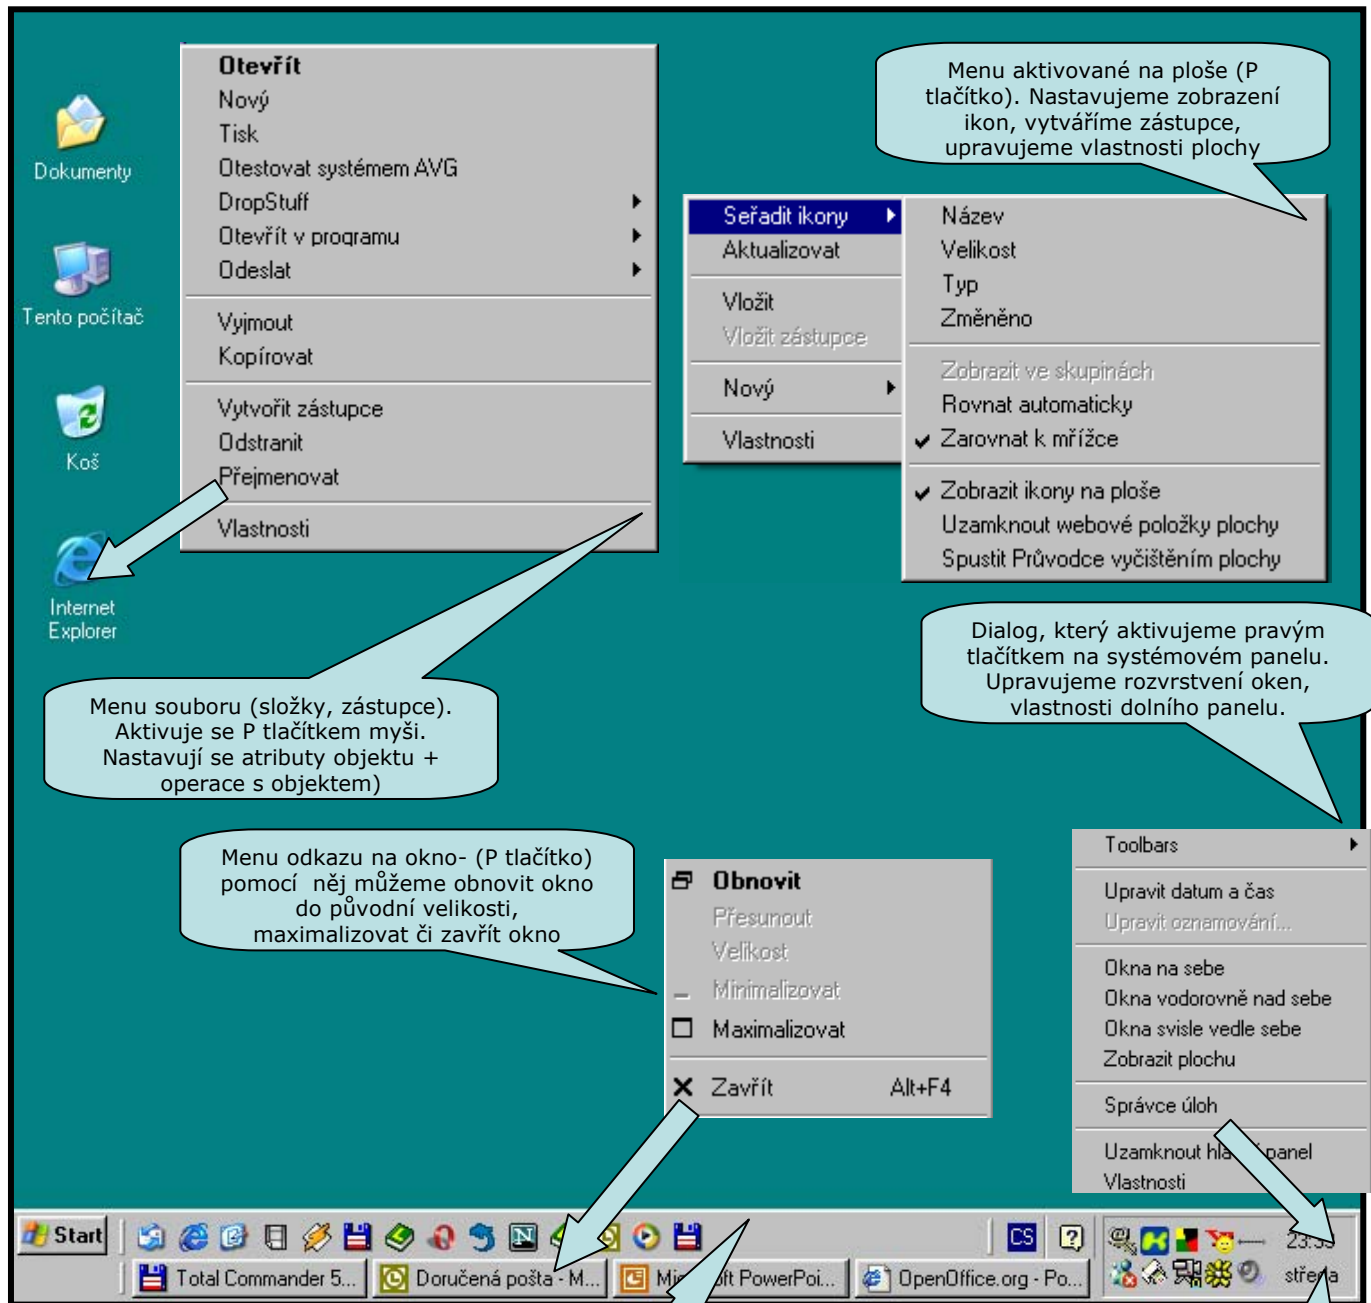 Dokumenty
Tento počítač
Koš
Internet
Explorer
Otevřít
Nový
Tisk
Otestovat systémem AVG
DropStuff
Otevřít v programu
Odeslat
Vyjmout
Kopírovat
Vytvořit zástupce
Odstranit
Přejmenovat
Vlastnosti
Menu aktivované na ploše (P
tlačítko). Nastavujeme zobrazení
ikon, vytváříme zástupce,
upravujeme vlastnosti plochy
Seřadit ikony
Aktualizovat
Vložit
Vložit zástupce
Nový
Vlastnosti
Název
Velikost
Typ
Změněno
Zobrazit ve skupinách
Rovnat automaticky
Zarovnat k mřížce
Zobrazit ikony na ploše
Uzamknout webové položky plochy
Spustit Průvodce vyčištěním plochy
Menu souboru (složky, zástupce).
Aktivuje se P tlačítkem myši.
Nastavují se atributy objektu +
operace s objektem)
Dialog, který aktivujeme pravým
tlačítkem na systémovém panelu.
Upravujeme rozvrstvení oken,
vlastnosti dolního panelu.
Menu odkazu na okno- (P tlačítko)
pomocí něj můžeme obnovit okno
do původní velikosti,
maximalizovat či zavřít okno
Obnovit
Přesunout
Velikost
Minimalizovat
Maximalizovat
Zavřít Alt+F4
Toolbars
Upravit datum a čas
Upravit oznamování...
Okna na sebe
Okna vodorovně nad sebe
Okna svisle vedle sebe
Zobrazit plochu
Správce úloh
Uzamknout panel
Vlastnosti
Start
CS
Total Commander 5...
Doručená pošta - M...
PowerPoi...
OpenOffice.org - Po...
středa